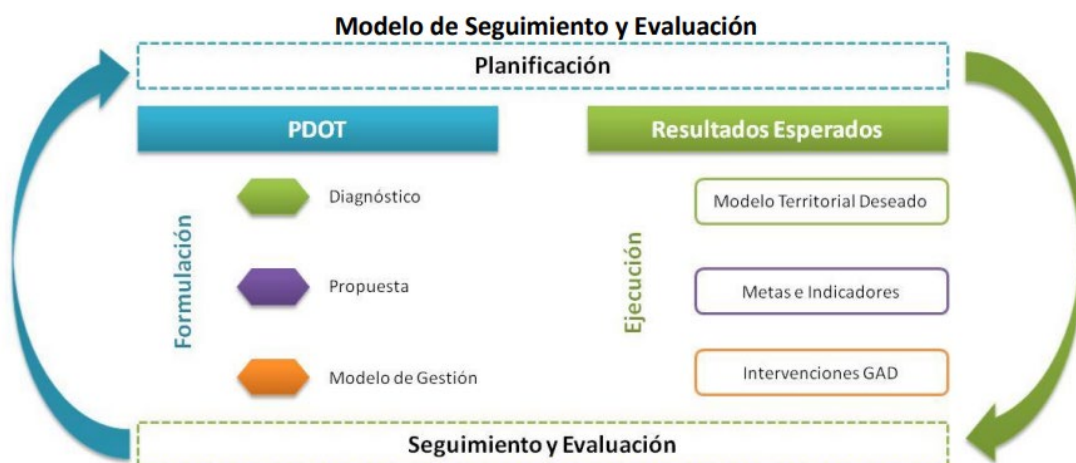 Modelo de Seguimiento y Evaluación
Planificación
PDOT
Resultados Esperados
Formulación
Diagnóstico
Propuesta
Modelo de Gestión
Ejecución
Modelo Territorial Deseado
Metas e Indicadores
Intervenciones GAD
Seguimiento y Evaluación